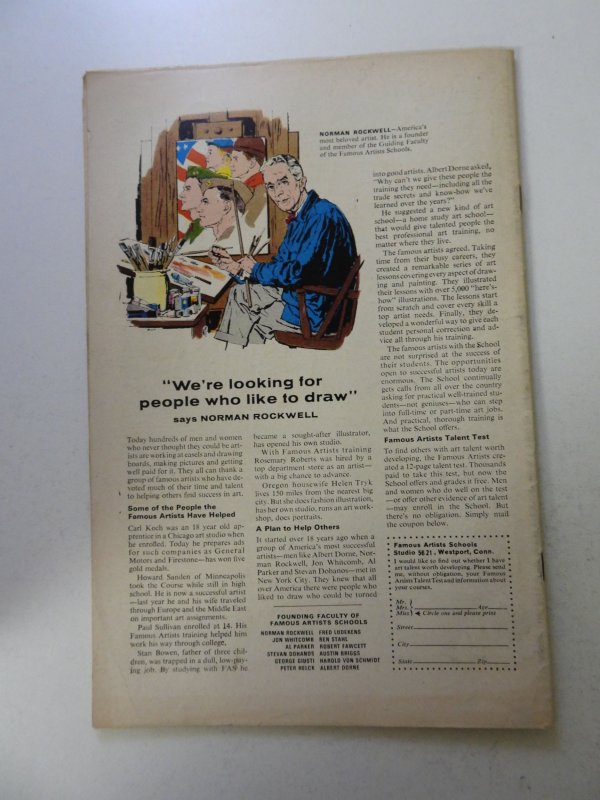 NORMAN ROCKWELL—America's
most beloved artist. He is a founder
and member of the Guiding Faculty
of the Famous Artists Schools.
"We're looking for
people who like to draw"
says NORMAN ROCKWELL
Today hundreds of men and women
who never thought they could be art-
ists are working at easels and drawing
boards, making pictures and getting
well paid for it. They all can thank a
group of famous artists who have de-
voted much of their time and talent
to helping others find success in art.
Some of the People the
Famous Artists Have Helped
Carl Koch was an 18 year old ap-
prentice in a Chicago art studio when
he enrolled. Today he prepares ads
for such companies as General
Motors and Firestone—has won five
gold medals.
Howard Sanden of Minneapolis
took the Course while still in high
school. He is now a successful artist
—last year he and his wife traveled
through Europe and the Middle East
on important art assignments.
Paul Sullivan enrolled at 14. His
Famous Artists training helped him
work his way through college.
Stan Bowen, father of three chil-
dren, was trapped in a dull, low-pay-
ing job. By studying with FAS he
became a sought-after illustrator,
has opened his own studio.
With Famous Artists training
Rosemary Roberts was hired by a
top department store as an artist—
with a big chance to advance.
Oregon housewife Helen Tryk
lives 150 miles from the nearest big
city. But she does fashion illustration,
has her own studio, runs an art work-
shop, does portraits.
A Plan to Help Others
It started over 18 years ago when a
group of America's most successful
artists—men like Albert Dorne, Nor-
man Rockwell, Jon Whitcomb, Al
Parker and Stevan Dohanos—met in
New York City. They knew that all
over America there were people who
liked to draw who could be turned
FOUNDING FACULTY OF
FAMOUS ARTISTS SCHOOLS
NORMAN ROCKWELL FRED LUDEKENS
JON WHITCOMB BEN STAHL
AL PARKER ROBERT FAWCETT
STEVAN DOHANOS AUSTIN BRIGGS
GEORGE GIUSTI HAROLD VON SCHMIDT
PETER HELCK ALBERT DORNE
into good artists. Albert Dorne asked,
"Why can't we give these people the
training they need—including all the
trade secrets and know-how we've
learned over the years?"
He suggested a new kind of art
school—a home study art school—
that would give talented people the
best professional art training, no
matter where they live.
The famous artists agreed. Taking
time from their busy careers, they
created a remarkable series of art
lessons covering every aspect of draw-
ing and painting. They illustrated
their lessons with over 5,000 "here's-
how" illustrations. The lessons start
from scratch and cover every skill a
top artist needs. Finally, they de-
veloped a wonderful way to give each
student personal correction and ad-
vice all through his training.
The famous artists with the School
are not surprised at the success of
their students. The opportunities
open to successful artists today are
enormous. The School continually
gets calls from all over the country
asking for practical well-trained stu-
dents—not geniuses—who can step
into full-time or part-time art jobs.
And practical, thorough training is
what the School offers.
Famous Artists Talent Test
To find others with art talent worth
developing, the Famous Artists cre-
ated a 12-page talent test. Thousands
paid to take this test, but now the
School offers and grades it free. Men
and women who do well on the test
—or offer other evidence of art talent
—may enroll in the School. But
there's no obligation. Simply mail
the coupon below.
Famous Artists Schools
Studio 5621, Westport, Conn.
I would like to find out whether I have
art talent worth developing. Please send
me, without obligation, your Famous
Artists Talent Test and information about
your courses.
Mr.
Mrs. Age
Miss Circle one and please print
Street
City
State Zip